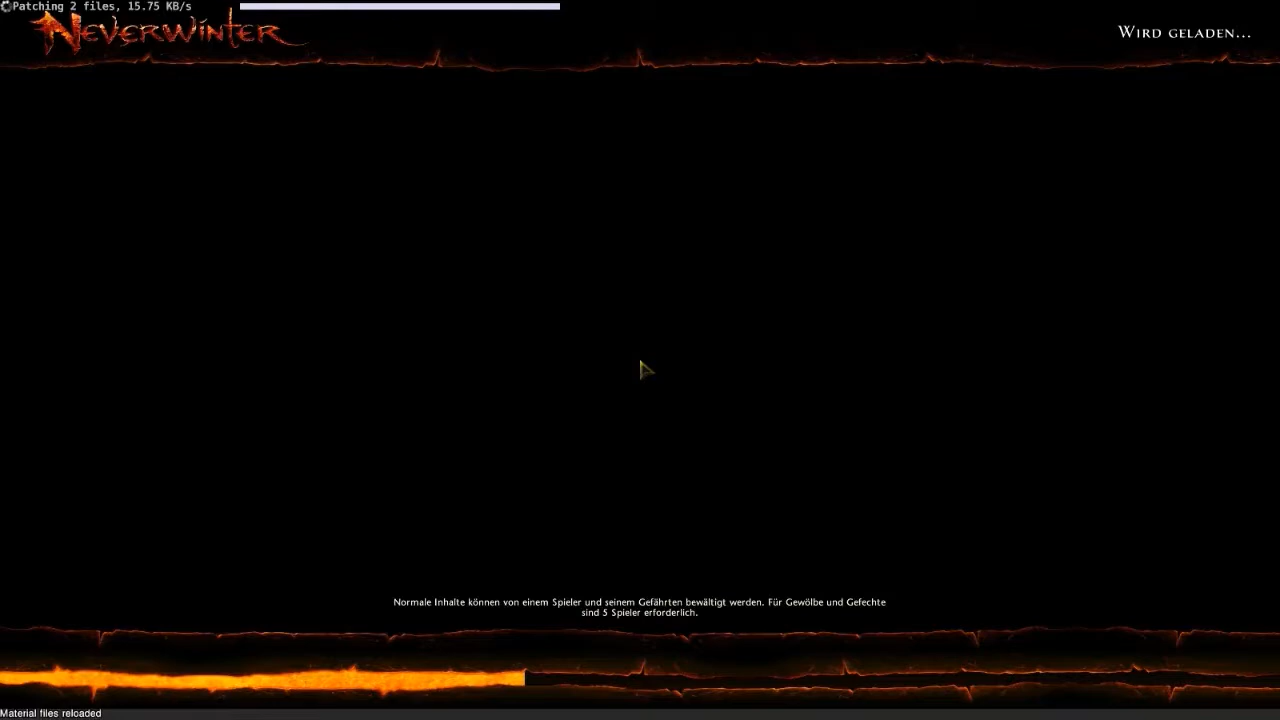 Patching 2 files, 15.75 KB/s
Neverwinter
Wird geladen...
Normale Inhalte können von einem Spieler und seinem Gefährten bewältigt werden. Für Gewölbe und Gefechte
sind 5 Spieler erforderlich.
Material files reloaded